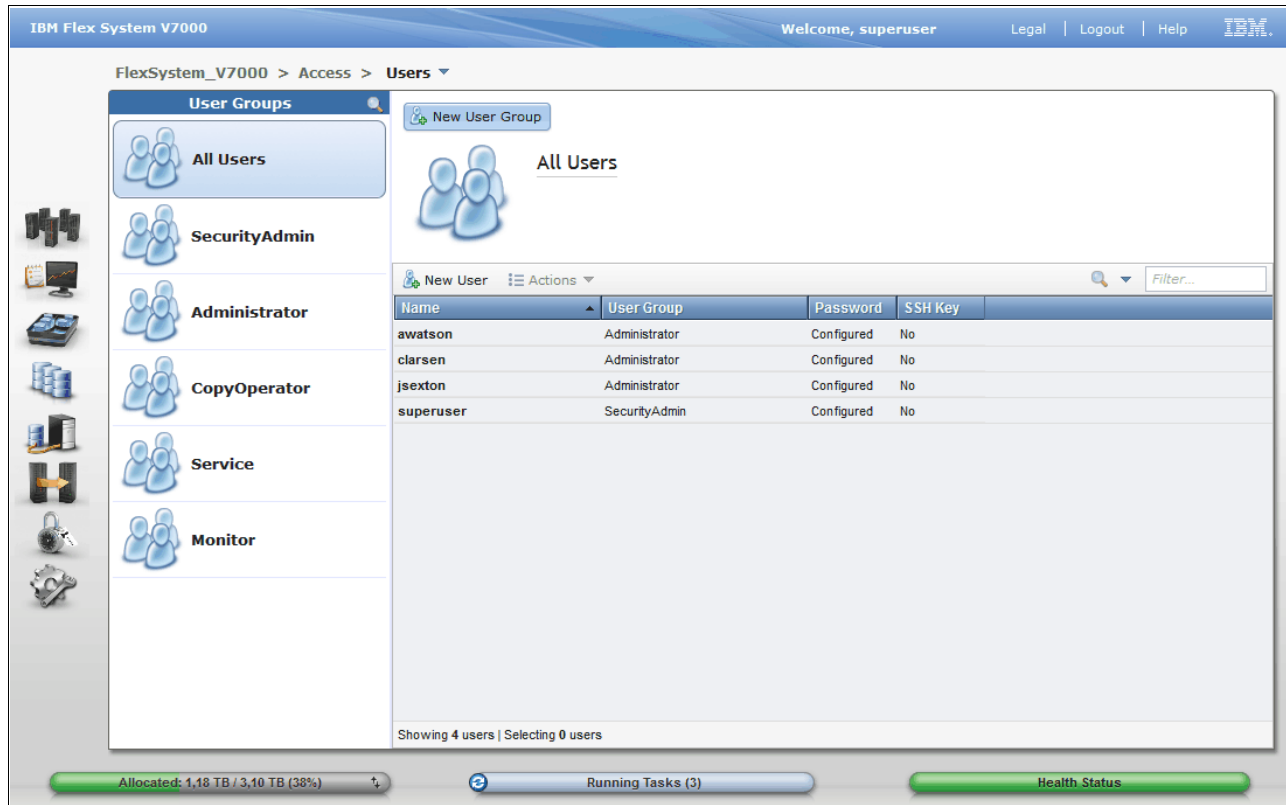 IBM Flex System V7000
Welcome, superuser
Legal | Logout | Help
IBM.
FlexSystem_V7000 > Access > Users
User Groups
All Users
SecurityAdmin
Administrator
CopyOperator
Service
Monitor
New User Group
All Users
New User
Actions
Filter...
Name User Group Password SSH Key
awatson Administrator Configured No
clarsen Administrator Configured No
jsexton Administrator Configured No
superuser SecurityAdmin Configured No
Showing 4 users | Selecting 0 users
Allocated: 1,18 TB / 3,10 TB (38%)
Running Tasks (3)
Health Status